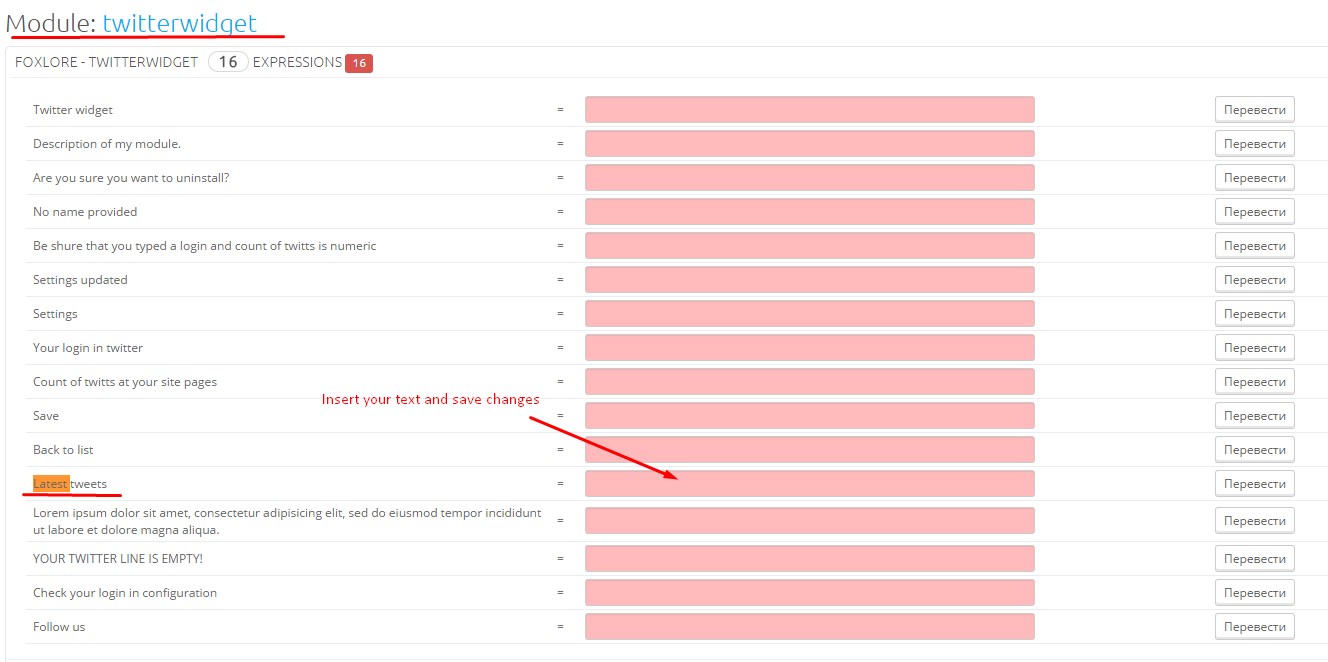 Module: twitterwidget
FOXLORE - TWITTERWIDGET 16 EXPRESSIONS 16
Twitter widget = Перевести
Description of my module. = Перевести
Are you sure you want to uninstall? = Перевести
No name provided = Перевести
Be shure that you typed a login and count of twitts is numeric = Перевести
Settings updated = Перевести
Settings = Перевести
Your login in twitter = Перевести
Count of twitts at your site pages = Перевести
Insert your text and save changes
Save = Перевести
Back to list = Перевести
Latest tweets = Перевести
Lorem ipsum dolor sit amet, consectetur adipisicing elit, sed do eiusmod tempor incididunt
ut labore et dolore magna aliqua. = Перевести
YOUR TWITTER LINE IS EMPTY! = Перевести
Check your login in configuration = Перевести
Follow us = Перевести